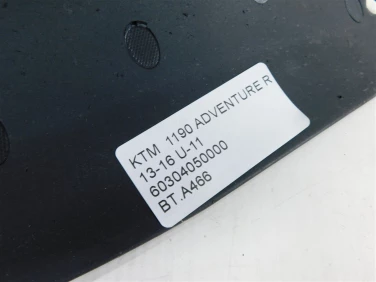 KTM 1190 ADVENTURE R
13-16 U-11
60304050000
BT.A466